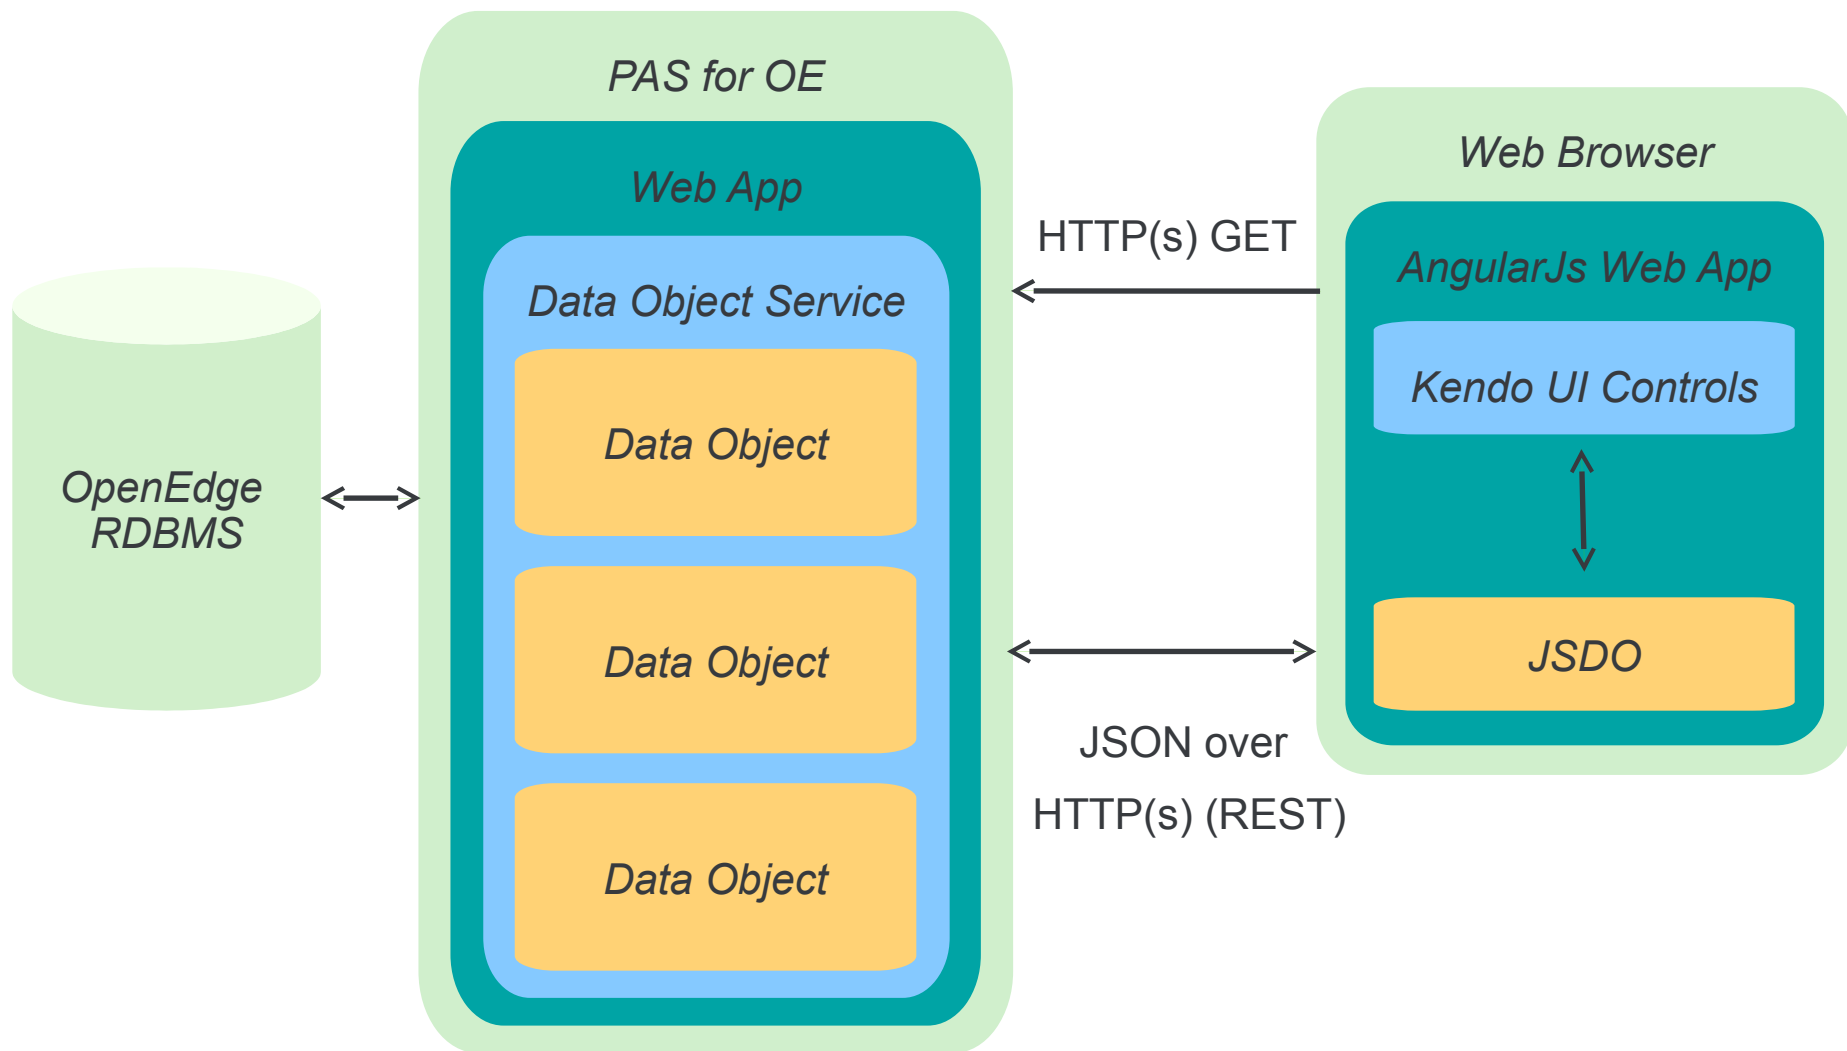 PAS for OE
Web App
Data Object Service
Data Object
Data Object
Data Object
OpenEdge
RDBMS
HTTP(s) GET
JSON over
HTTP(s) (REST)
Web Browser
AngularJs Web App
Kendo UI Controls
JSDO